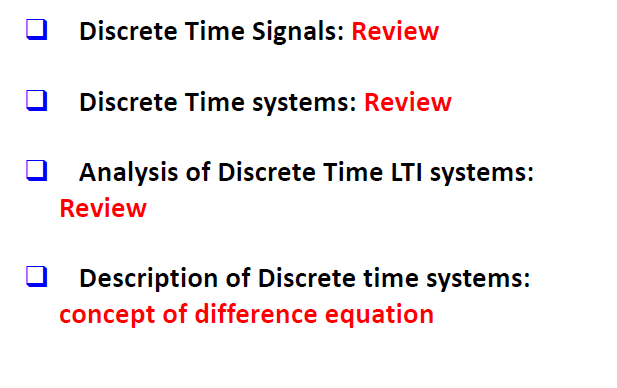 Discrete Time Signals: Review
Discrete Time systems: Review
Analysis of Discrete Time LTI systems:
Review
Description of Discrete time systems:
concept of difference equation